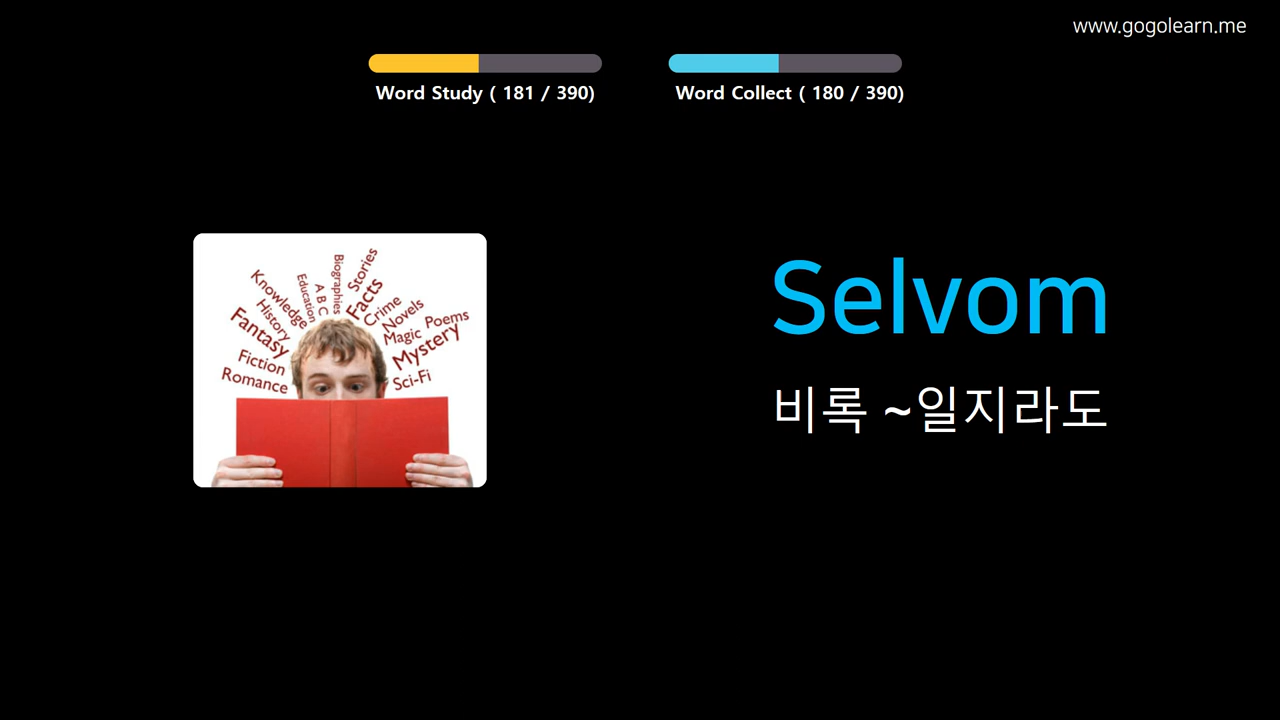 www.gogolearn.me
Word Study ( 181 / 390)
Word Collect ( 180 / 390)
Selvom
비록 ~일지라도
Knowledge
History
Fantasy
Fiction
Romance
Education
A B C
Biographies
Stories
Facts
Crime
Novels
Magic
Poems
Mystery
Sci-Fi